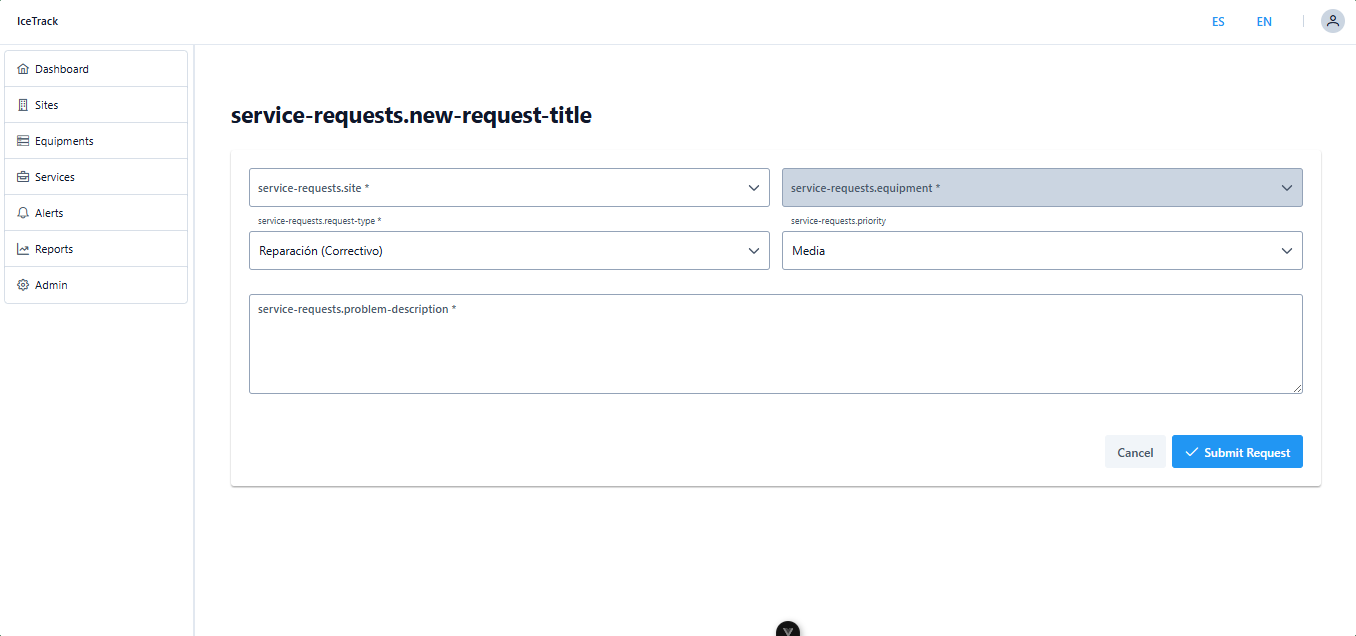 IceTrack
ES EN
Dashboard
Sites
Equipments
Services
Alerts
Reports
Admin
service-requests.new-request-title
service-requests.site * service-requests.equipment *
service-requests.request-type * service-requests.priority
Reparación (Correctivo) Media
service-requests.problem-description *
Cancel Submit Request